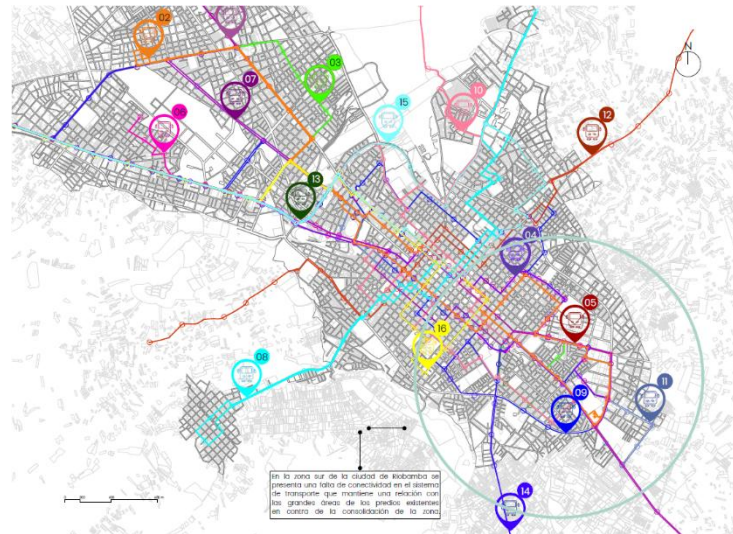 02
03
07
06
15
10
12
N
13
04
05
16
08
11
09
14
En la zona sur de la ciudad de Riobamba se
presenta una falta de conectividad en el sistema
de transporte que mantiene una relación con
las grandes áreas de los predios existentes
en contra de la consolidación de la zona.